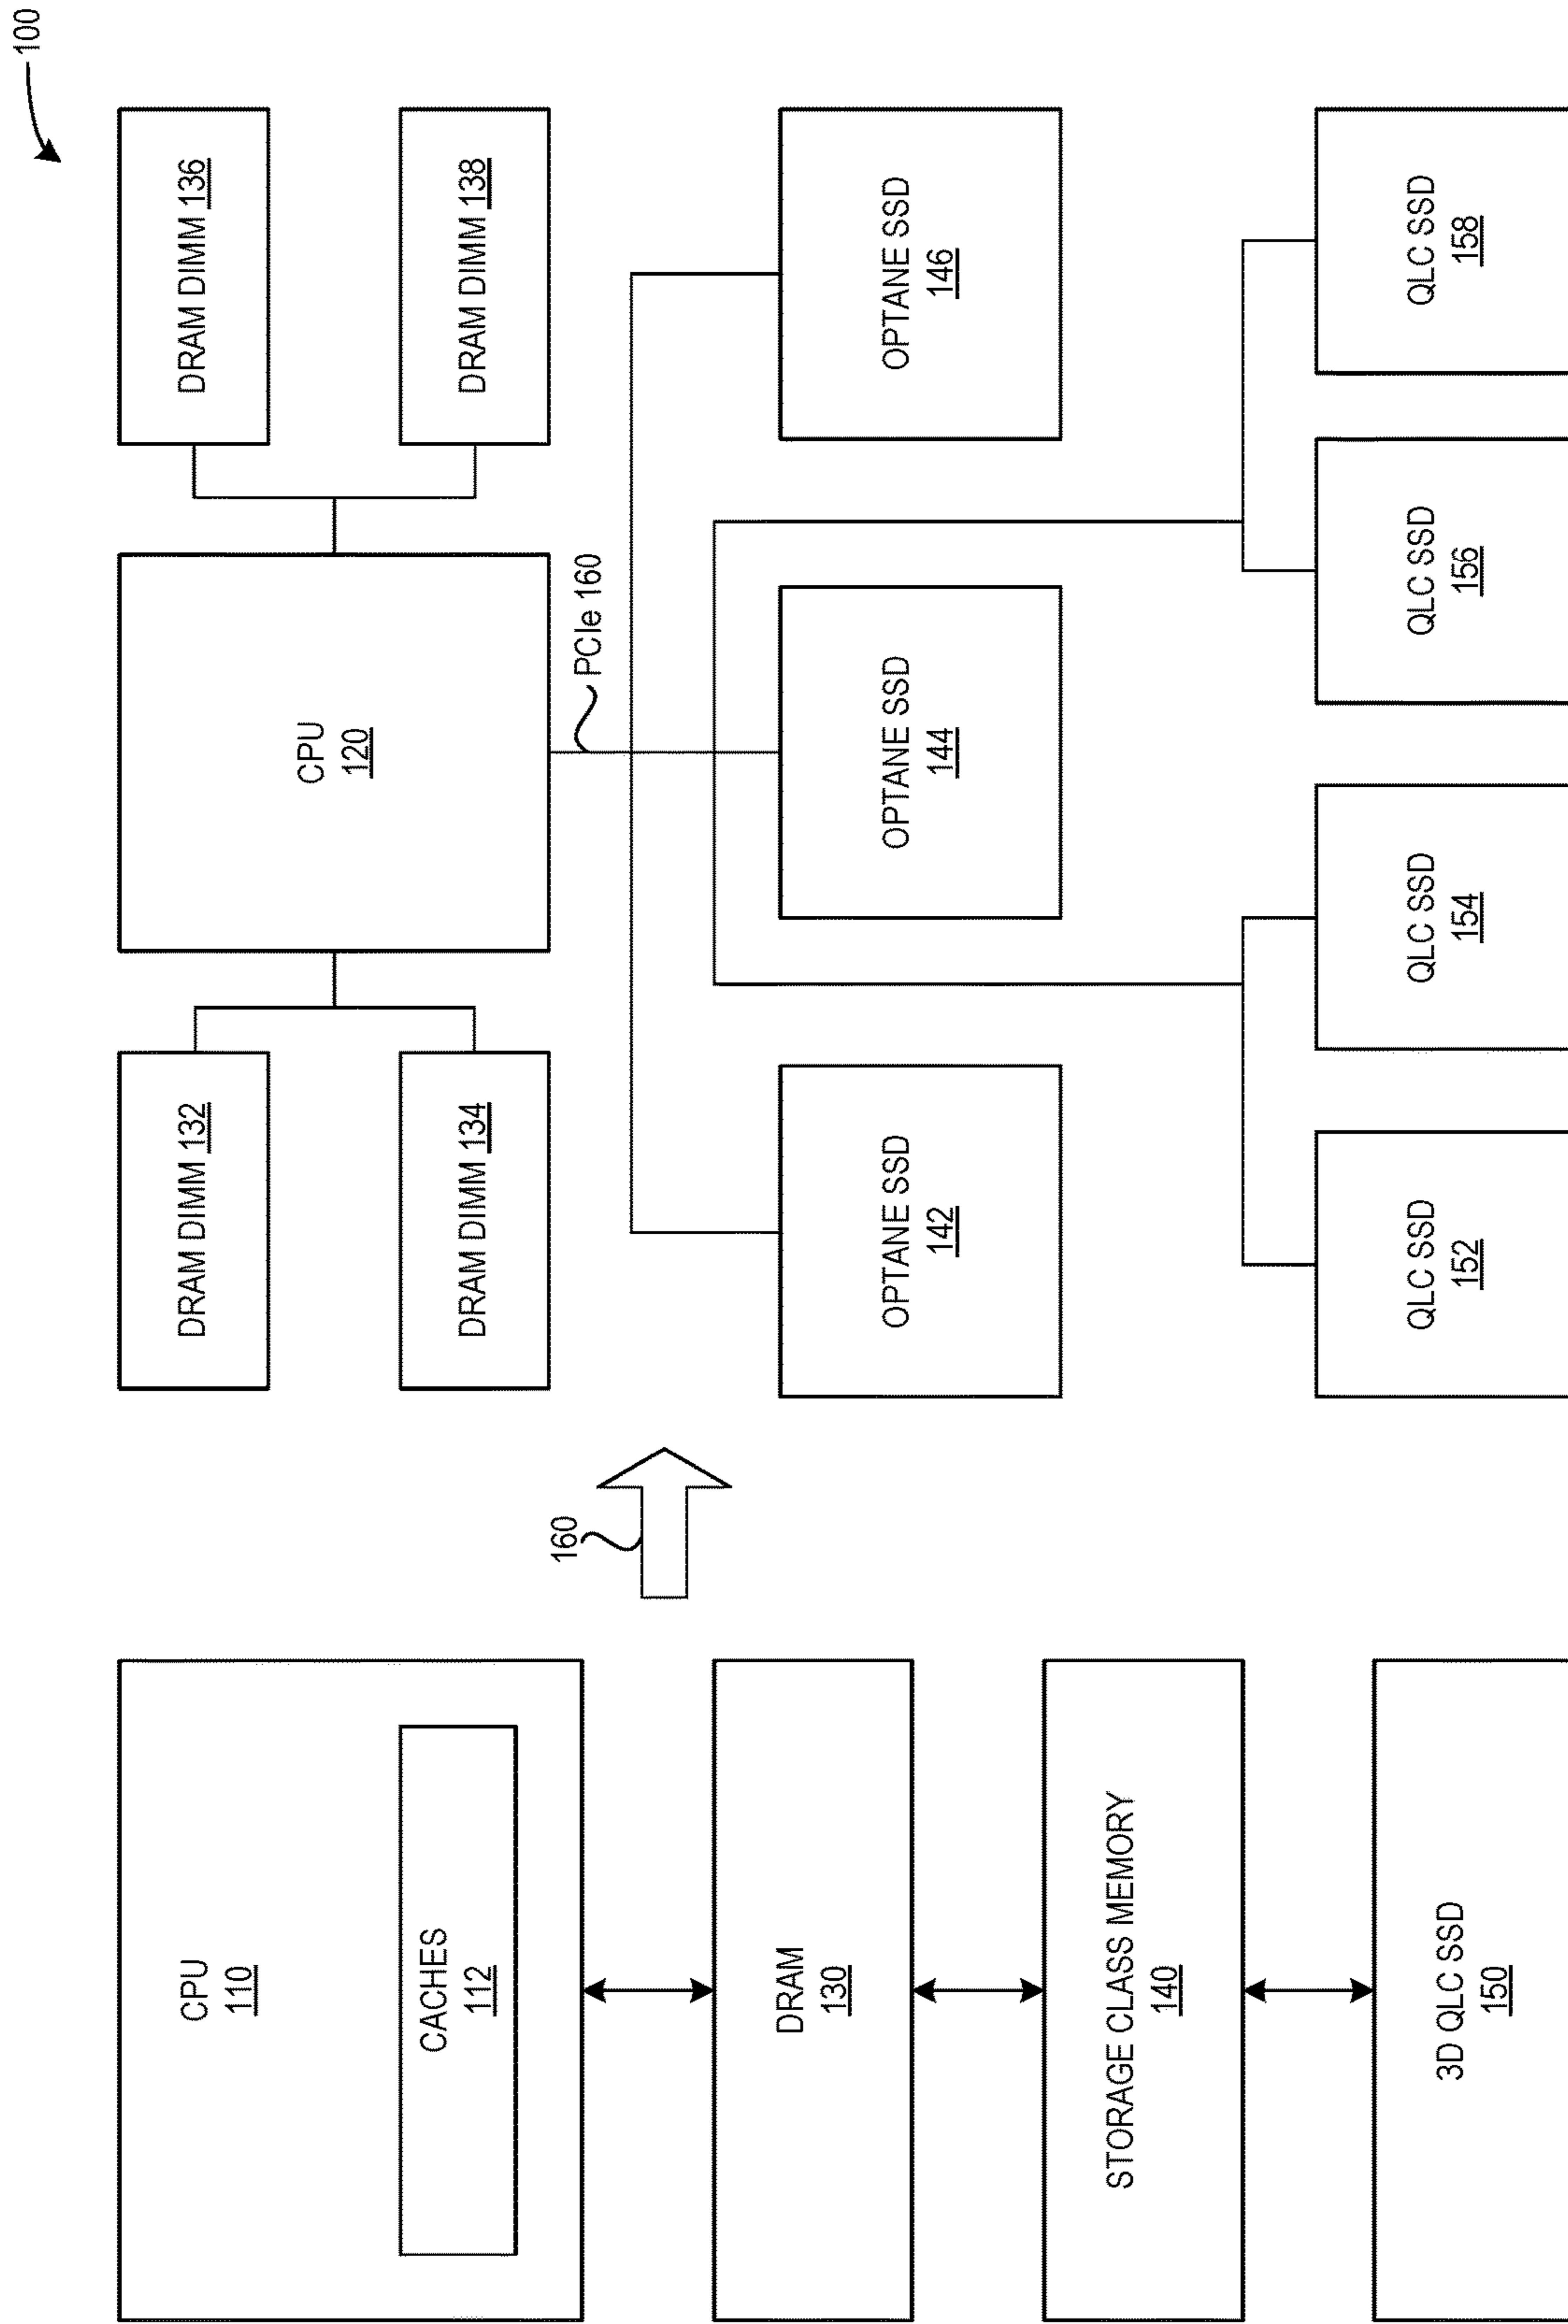 100
CPU
110
CACHES
112
DRAM
130
STORAGE CLASS MEMORY
140
3D QLC SSD
150
160
DRAM DIMM 132
DRAM DIMM 134
CPU
120
DRAM DIMM 136
DRAM DIMM 138
PCIe 160
OPTANE SSD
142
OPTANE SSD
144
OPTANE SSD
146
QLC SSD
152
QLC SSD
154
QLC SSD
156
QLC SSD
158